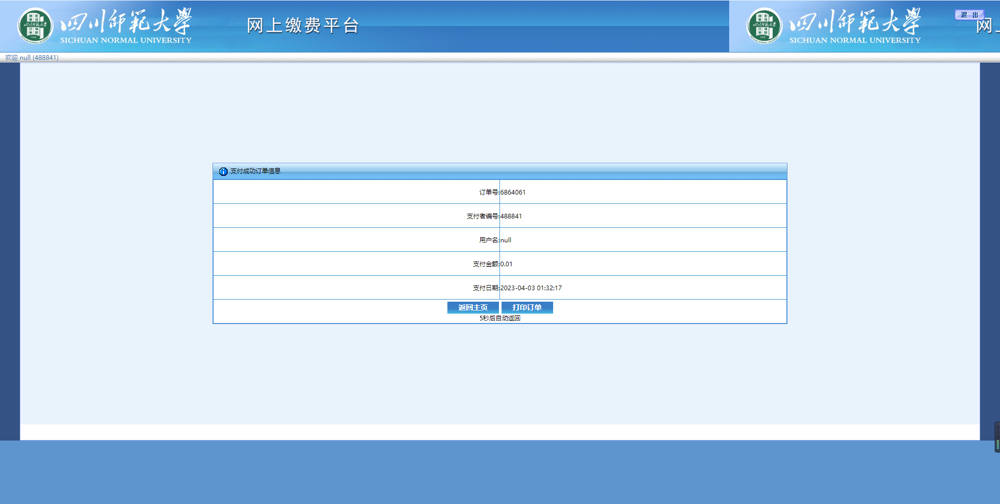 四川師範大學
SICHUAN NORMAL UNIVERSITY
网上缴费平台
四川師範大學
SICHUAN NORMAL UNIVERSITY
退 出
网上
欢迎 null (488841)
支付成功订单信息
订单号:6864061
支付者编号:488841
用户名:null
支付金额:0.01
支付日期:2023-04-03 01:32:17
返回主页 打印订单
5秒后自动返回